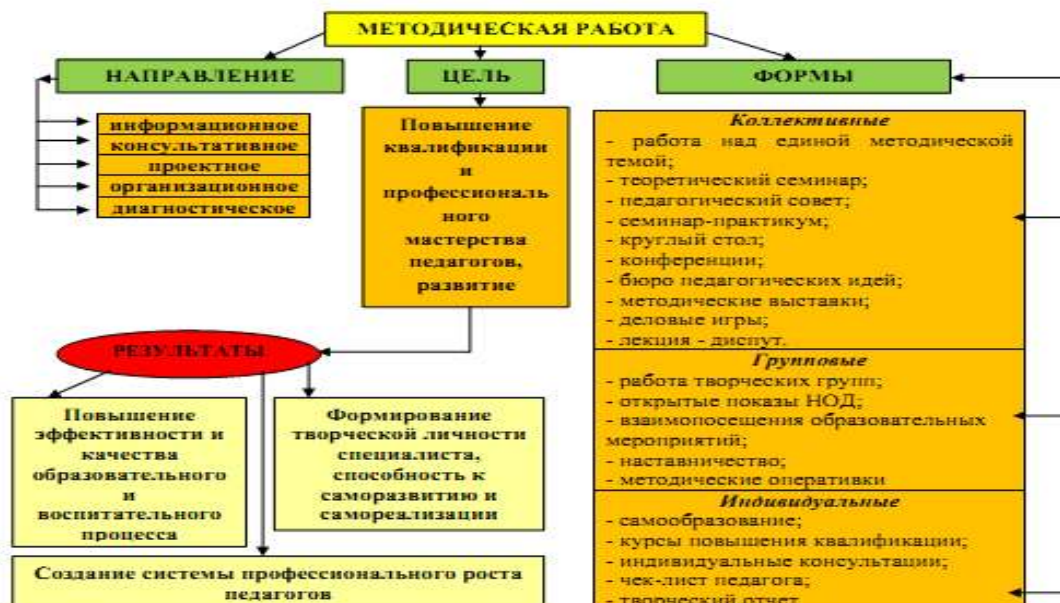 МЕТОДИЧЕСКАЯ РАБОТА
НАПРАВЛЕНИЕ
информационное
консультативное
проектное
организационное
диагностическое
ЦЕЛЬ
Повышение
квалификации
и
профессиональ
ного
мастерства
педагогов,
развитие
ФОРМЫ
Коллективные
- работа над единой методической
темой;
- теоретический семинар;
- педагогический совет;
- семинар-практикум;
- круглый стол;
- конференции;
- бюро педагогических идей;
- методические выставки;
- деловые игры;
- лекция - диспут.
Групповые
- работа творческих групп;
- открытые показы НОД;
- взаимопосещения образовательных
мероприятий;
- наставничество;
- методические оперативки
Индивидуальные
- самообразование;
- курсы повышения квалификации;
- индивидуальные консультации;
- чек-лист педагога;
- творческий отчет
РЕЗУЛЬТАТЫ
Повышение
эффективности и
качества
образовательного
и
воспитательного
процесса
Формирование
творческой личности
специалиста,
способность к
саморазвитию и
самореализации
Создание системы профессионального роста
педагогов